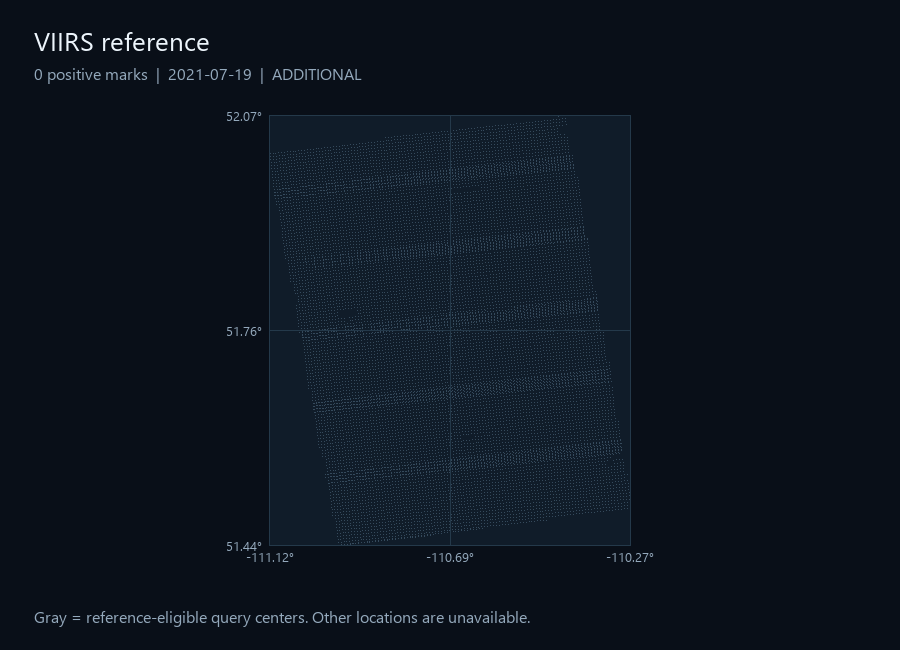 VIIRS reference
0 positive marks | 2021-07-19 | ADDITIONAL
52.07°
51.76°
51.44°
-111.12° -110.69° -110.27°
Gray = reference-eligible query centers. Other locations are unavailable.